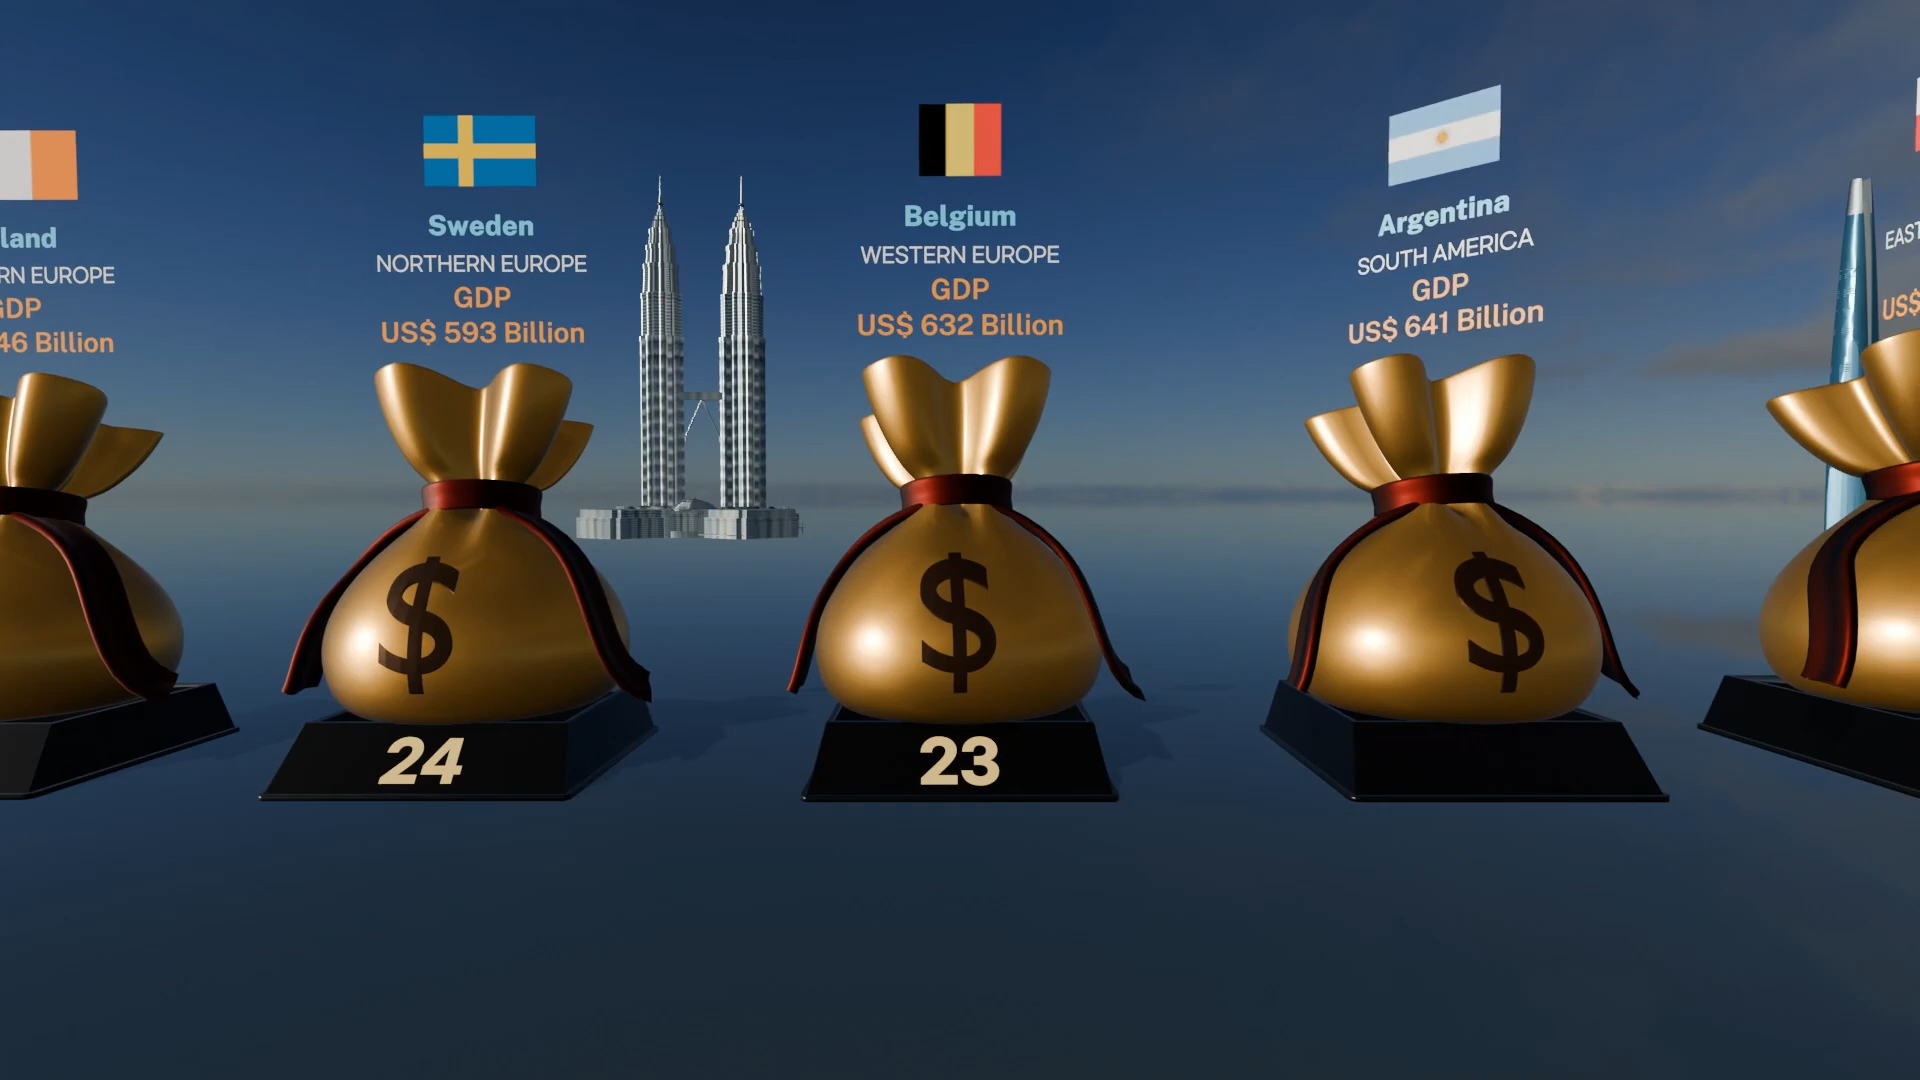 land
RN EUROPE
GDP
46 Billion
Sweden
NORTHERN EUROPE
GDP
US$ 593 Billion
$
24
Belgium
WESTERN EUROPE
GDP
US$ 632 Billion
$
23
Argentina
SOUTH AMERICA
GDP
US$ 641 Billion
$
EAST
US$